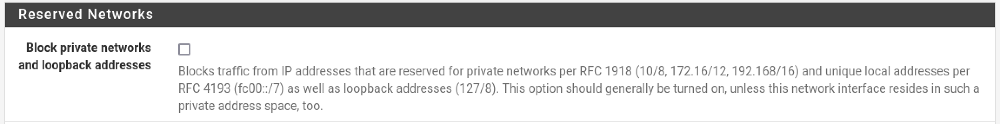 Reserved Networks
Block private networks
and loopback addresses
Blocks traffic from IP addresses that are reserved for private networks per RFC 1918 (10/8, 172.16/12, 192.168/16) and unique local addresses per
RFC 4193 (fc00::/7) as well as loopback addresses (127/8). This option should generally be turned on, unless this network interface resides in such a
private address space, too.